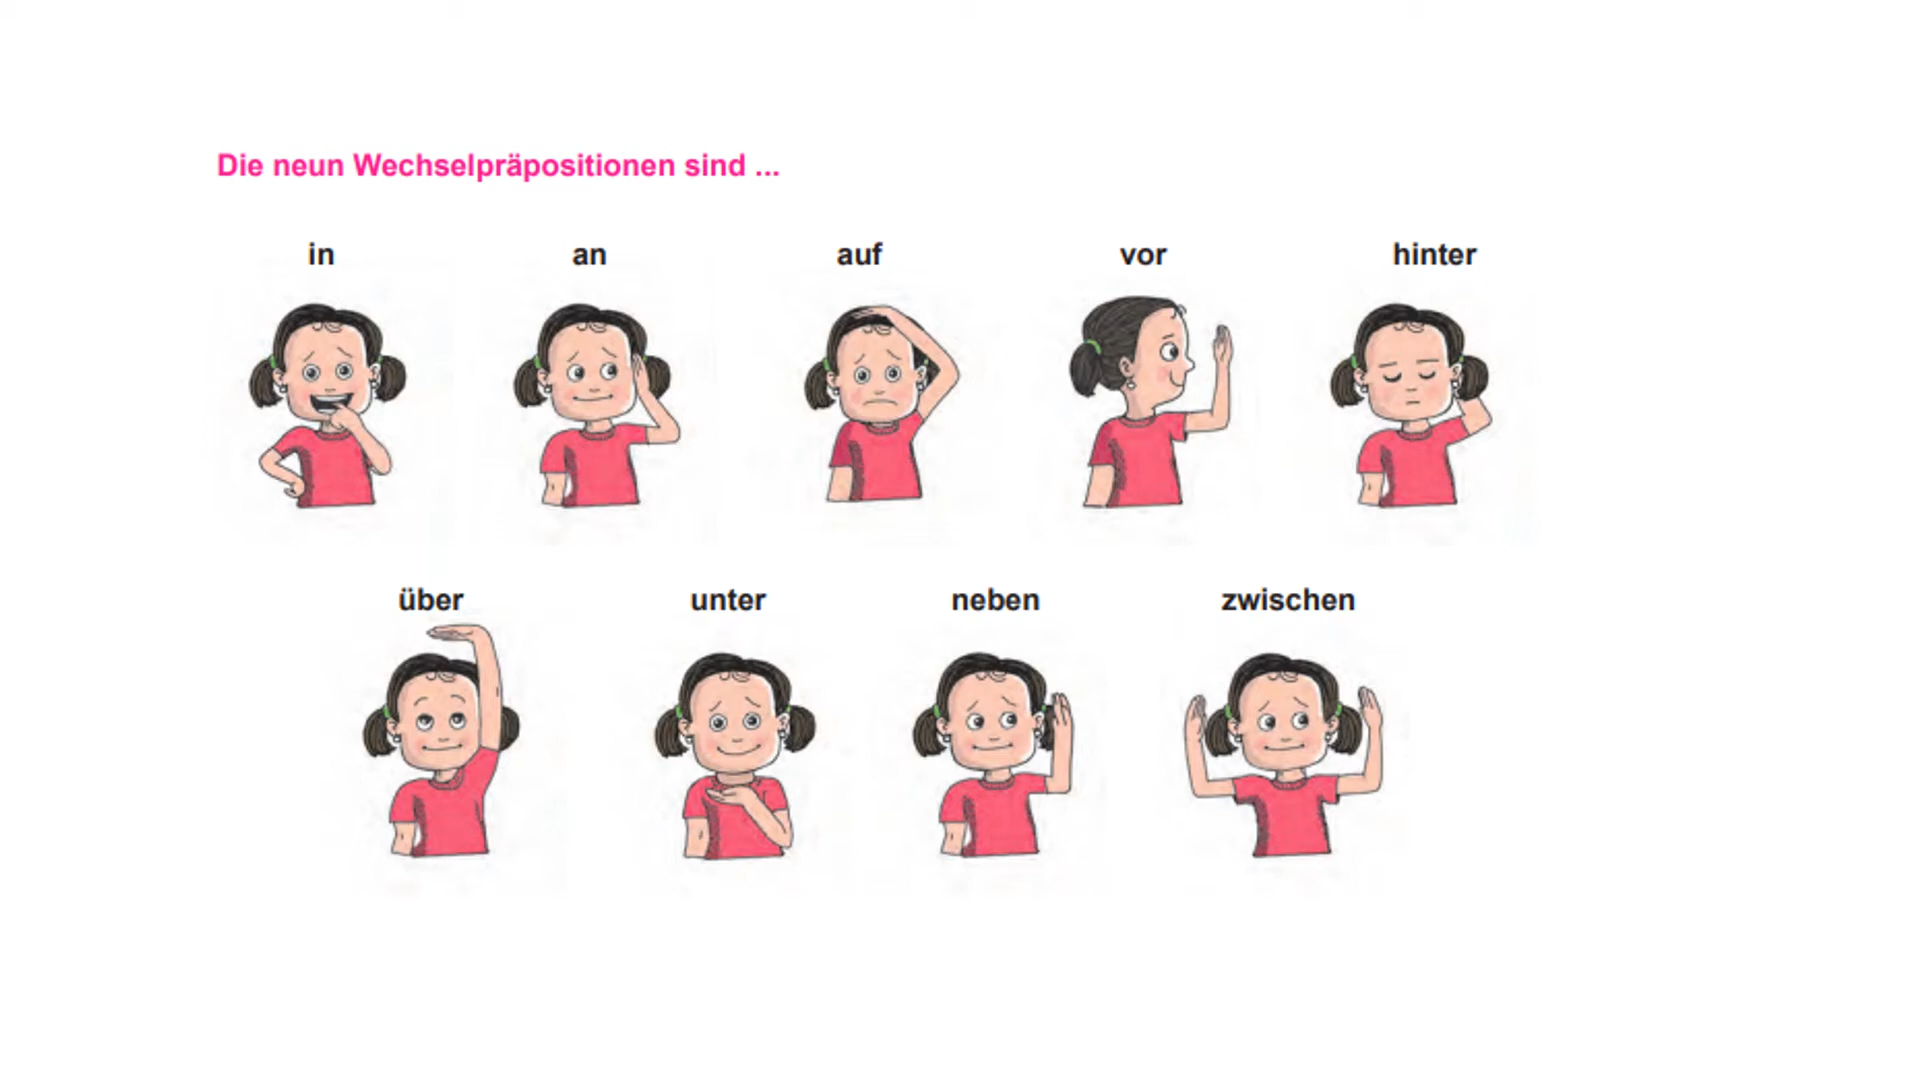 Die neun Wechselpräpositionen sind ...
in an auf vor hinter
über unter neben zwischen